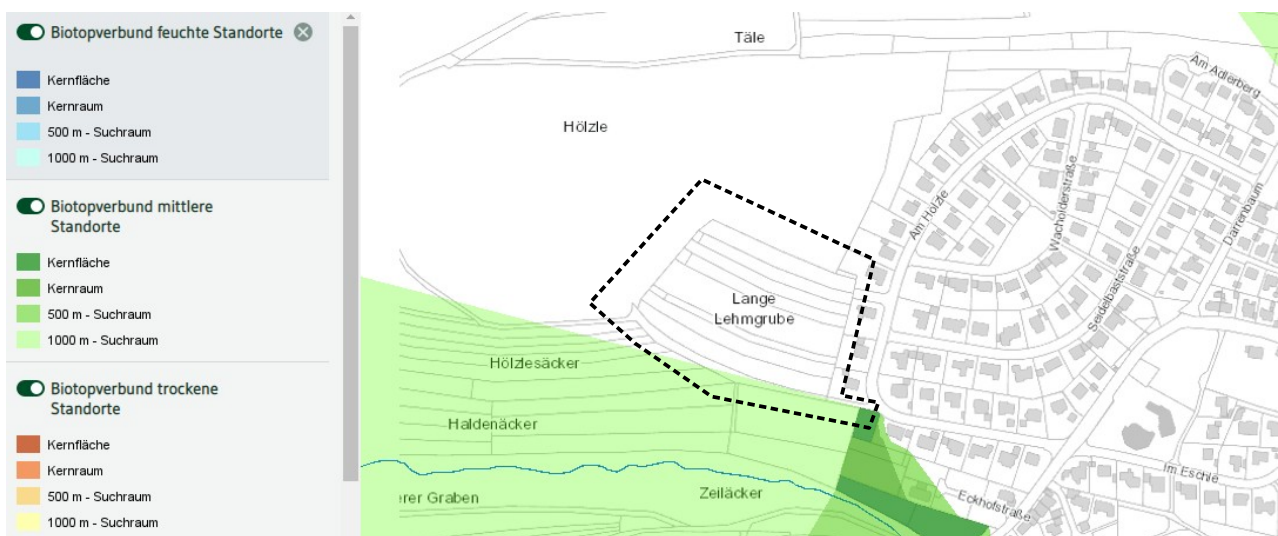 Biotopverbund feuchte Standorte
Kernfläche
Kernraum
500 m - Suchraum
1000 m - Suchraum
Biotopverbund mittlere
Standorte
Kernfläche
Kernraum
500 m - Suchraum
1000 m - Suchraum
Biotopverbund trockene
Standorte
Kernfläche
Kernraum
500 m - Suchraum
1000 m - Suchraum
Täle
Am Adlerberg
Hölzle
Am Hölzle
Wacholderstraße
Darrenbaum
Seidelbaststraße
Lange
Lehmgrube
Hölzlesäcker
Haldenäcker
Im Eschle
Zeiläcker
erer Graben
Eckhofstraße